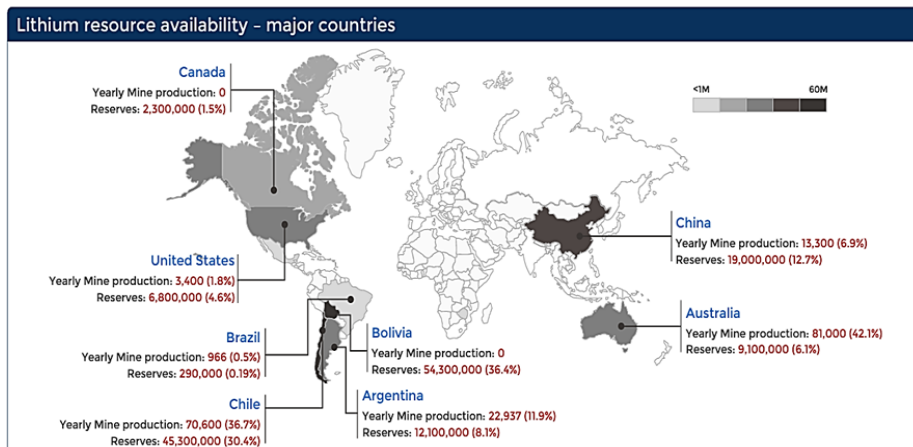 Lithium resource availability – major countries
Canada
Yearly Mine production: 0
Reserves: 2,300,000 (1.5%)
<1M 60M
China
Yearly Mine production: 13,300 (6.9%)
Reserves: 19,000,000 (12.7%)
United States
Yearly Mine production: 3,400 (1.8%)
Reserves: 6,800,000 (4.6%)
Australia
Yearly Mine production: 81,000 (42.1%)
Reserves: 9,100,000 (6.1%)
Brazil
Yearly Mine production: 966 (0.5%)
Reserves: 290,000 (0.19%)
Bolivia
Yearly Mine production: 0
Reserves: 54,300,000 (36.4%)
Chile
Yearly Mine production: 70,600 (36.7%)
Reserves: 45,300,000 (30.4%)
Argentina
Yearly Mine production: 22,937 (11.9%)
Reserves: 12,100,000 (8.1%)